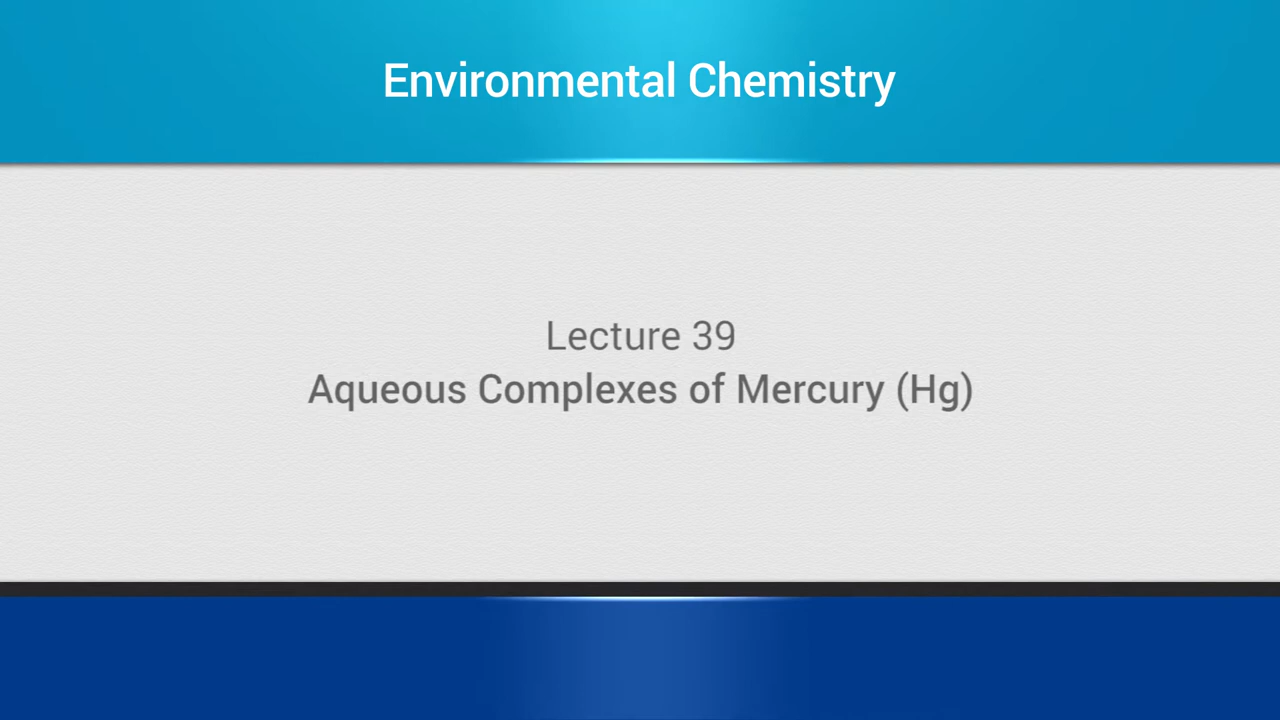 Environmental Chemistry
Lecture 39
Aqueous Complexes of Mercury (Hg)